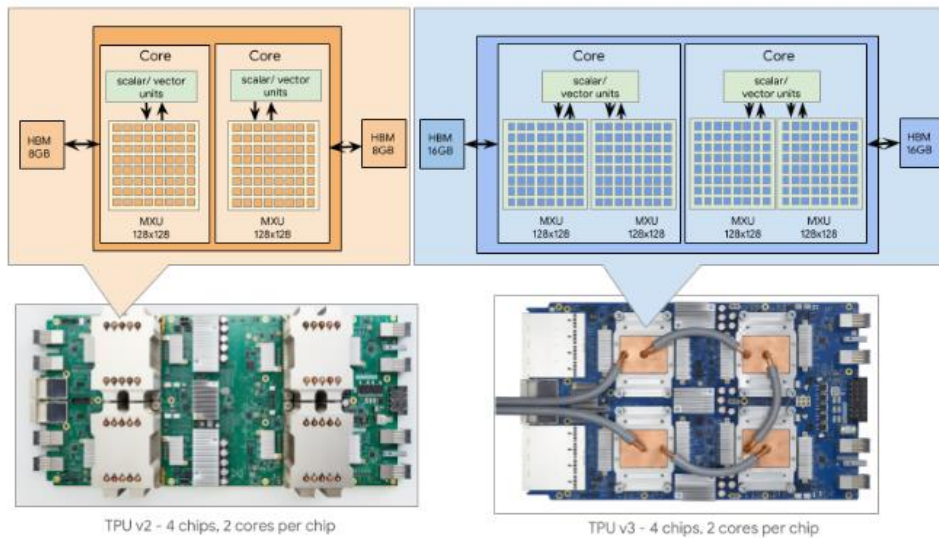 Core
Core
scalar/ vector
units
scalar/ vector
units
HBM
8GB
HBM
8GB
MXU
128x128
MXU
128x128
Core
Core
scalar/
vector units
scalar/
vector units
HBM
16GB
HBM
16GB
MXU
128x128
MXU
128x128
MXU
128x128
MXU
128x128
TPU v2 - 4 chips, 2 cores per chip
TPU v3 - 4 chips, 2 cores per chip